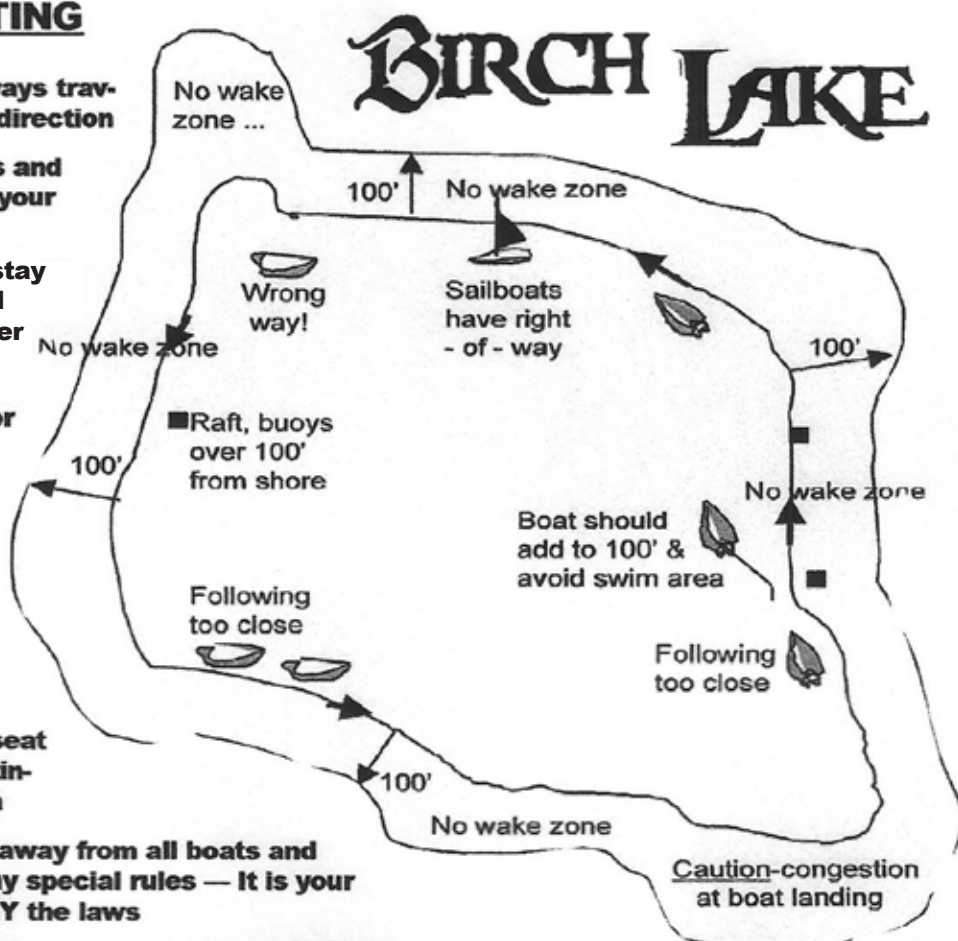 TING
BIRCH LAKE
ays trav-
direction
s and
your
stay
er
or
No wake
zone ...
100'
No wake zone
Wrong
way!
Sailboats
have right
- of - way
No wake zone
100'
Raft, buoys
over 100'
from shore
100'
No wake zone
Boat should
add to 100' &
avoid swim area
Following
too close
Following
too close
100'
No wake zone
Caution-congestion
at boat landing
seat
tin-
away from all boats and
ny special rules — It is your
Y the laws